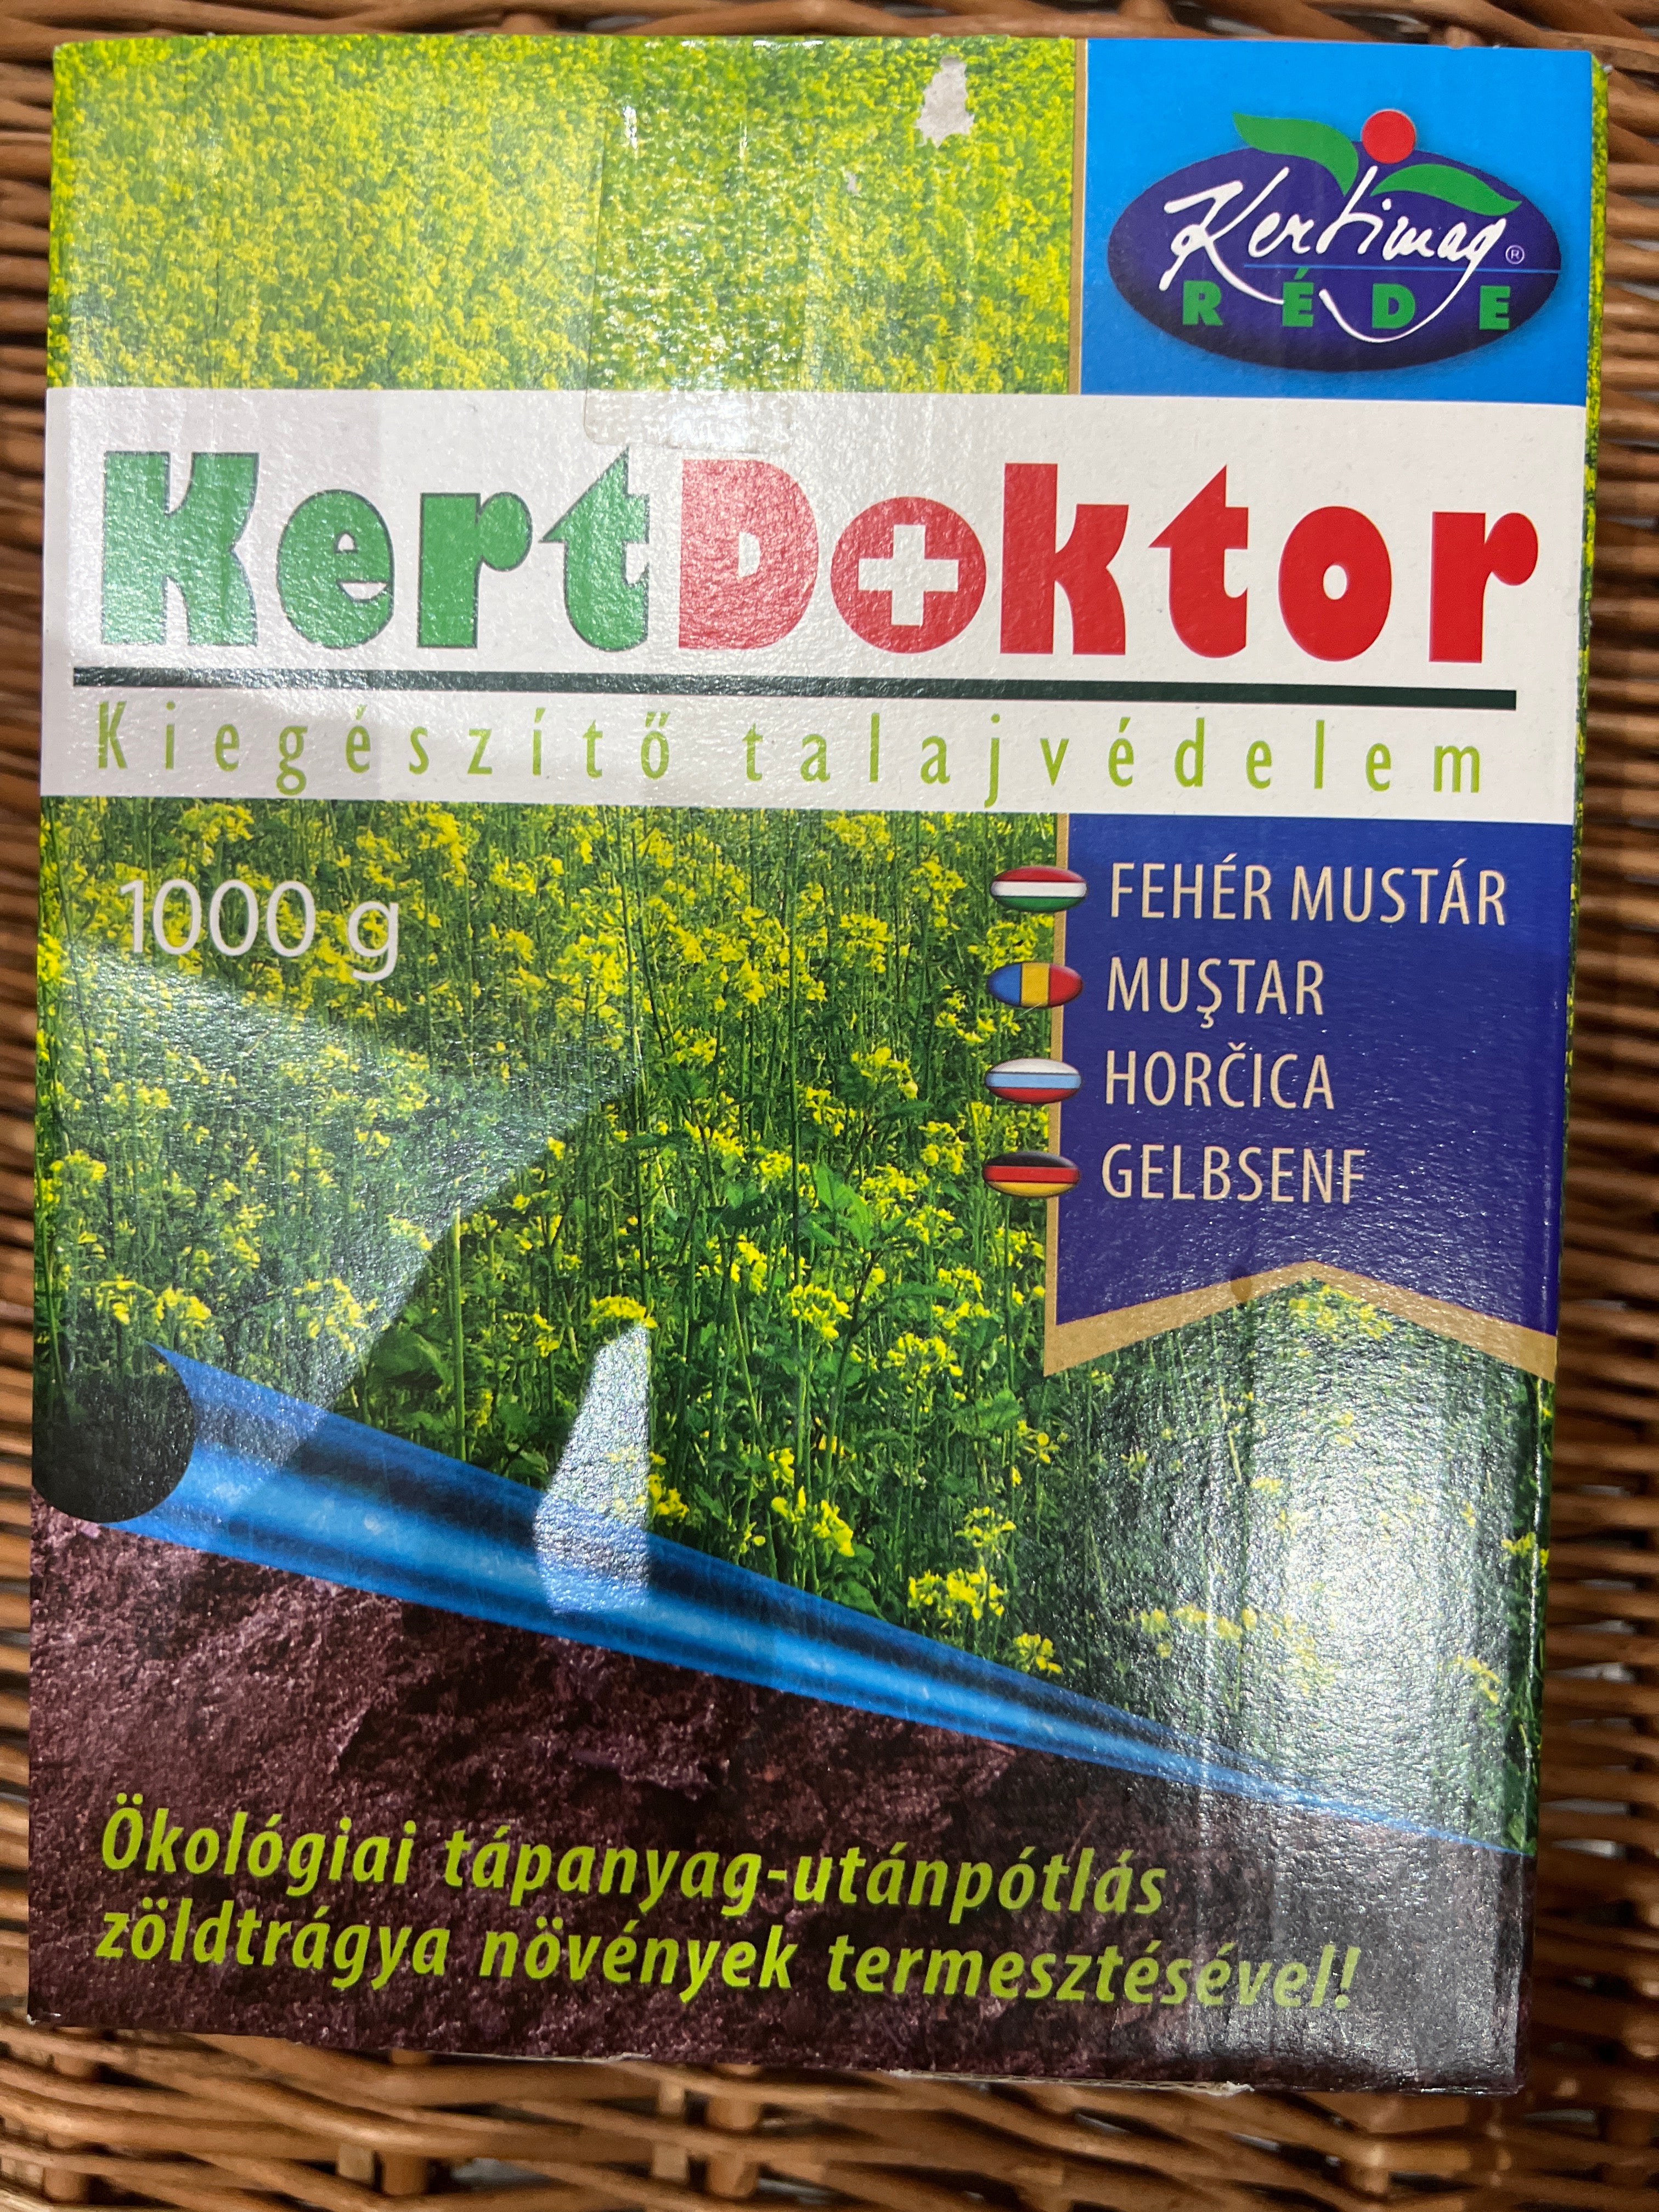 Kertimag®
RÉDE
KertDoktor
Kiegészítő talajvédelem
1000 g
FEHÉR MUSTÁR
MUŞTAR
HORČICA
GELBSENF
Ökológiai tápanyag-utánpótlás
zöldtrágya növények termesztésével!